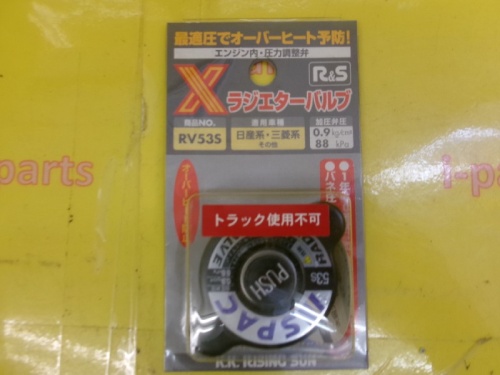 最適圧でオーバーヒート予防!
エンジン内・圧力調整弁
X
R&S
ラジエターバルブ
商品NO.
RV53S
適用車種
日産系・三菱系
その他
加圧弁圧
0.9
88 kPa
トラック使用不可
PUSH
53S
R.K. RISING SUN
parts
i-pa